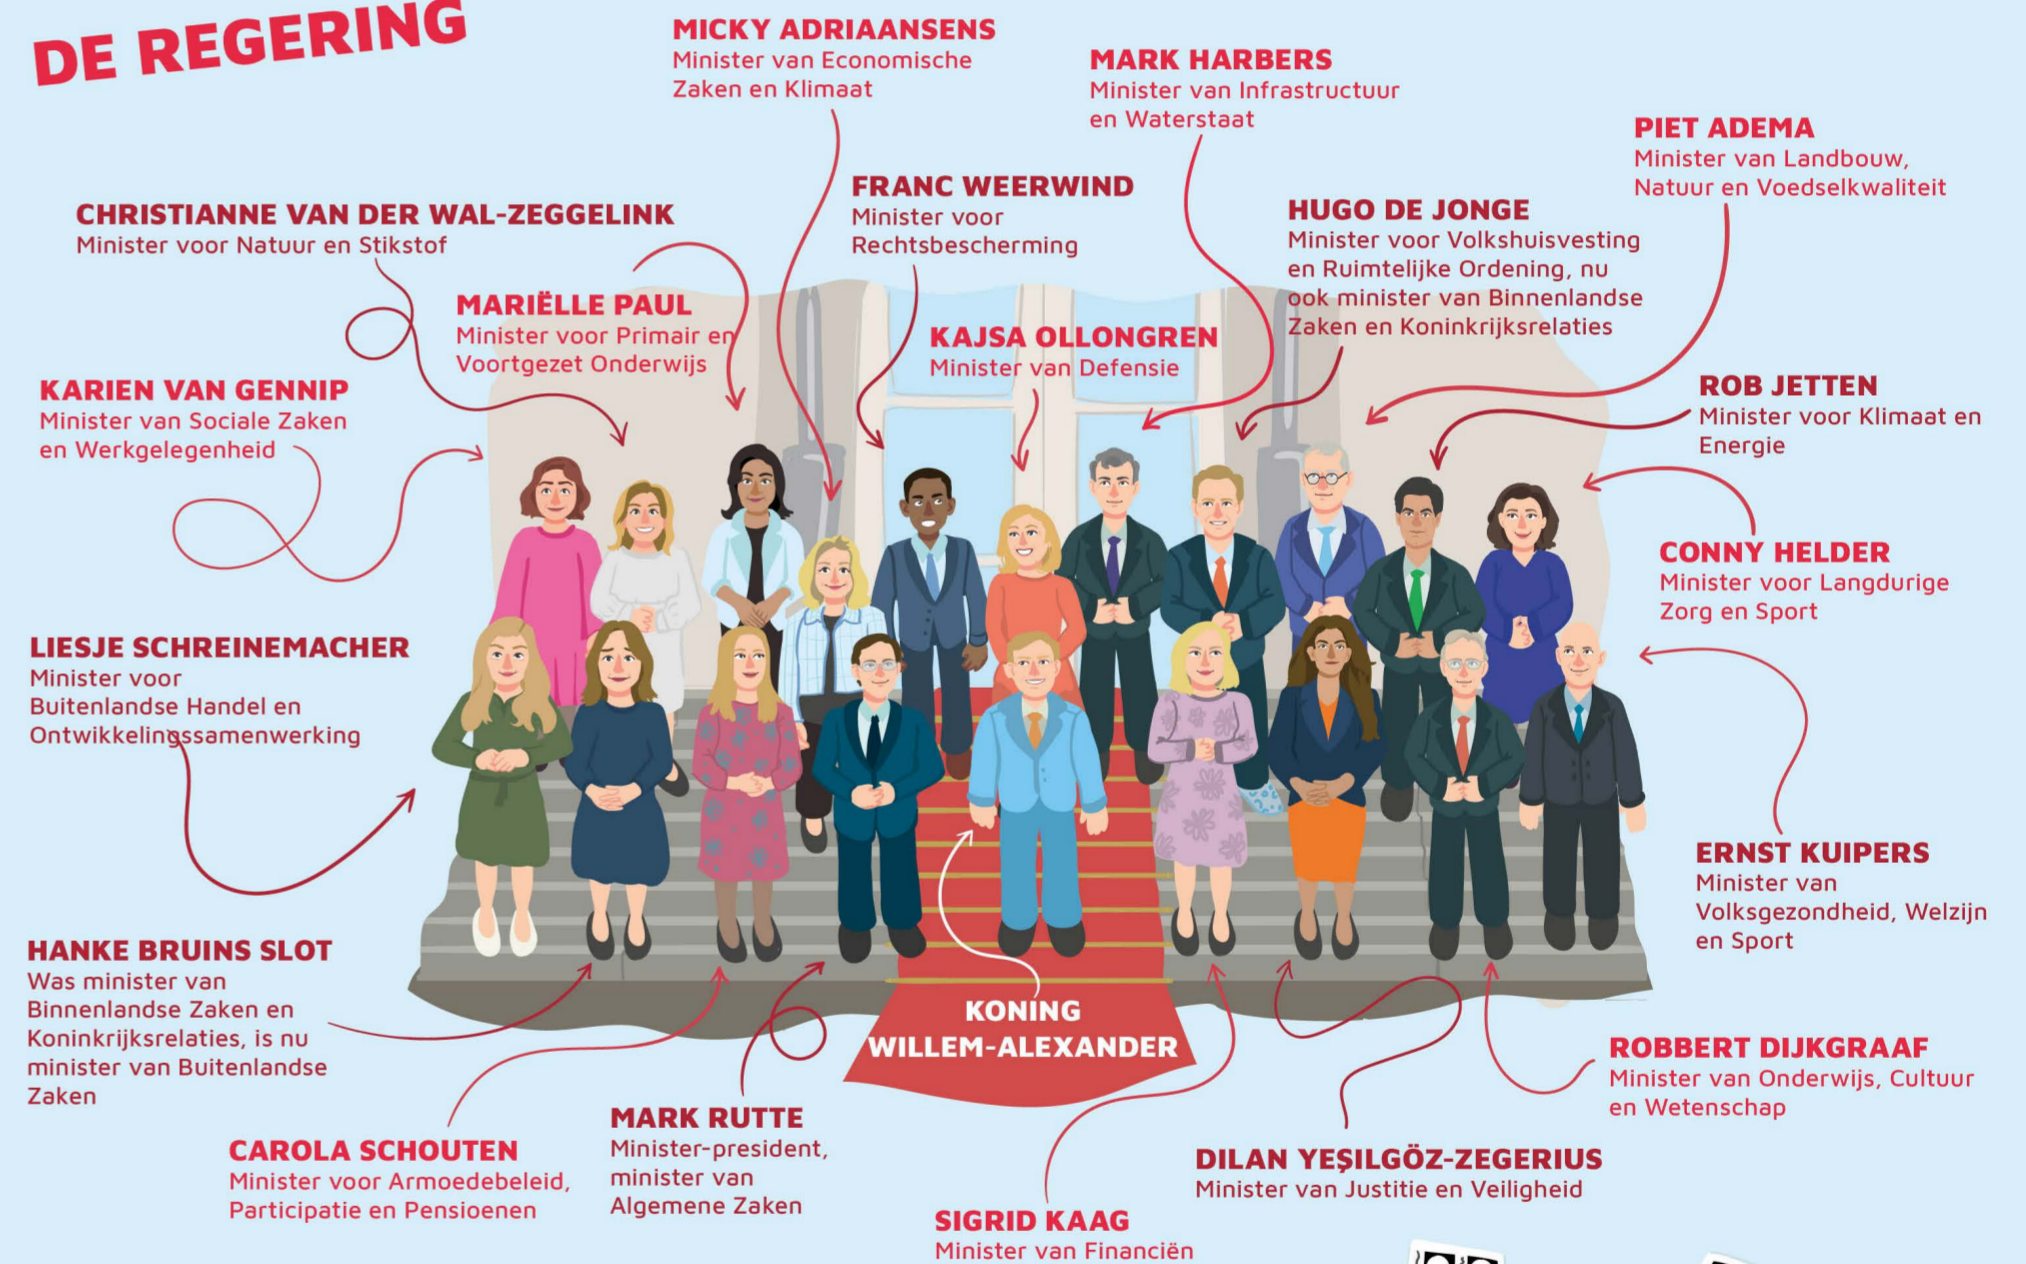 DE REGERING
MICKY ADRIAANSENS
Minister van Economische
Zaken en Klimaat
MARK HARBERS
Minister van Infrastructuur
en Waterstaat
PIET ADEMA
Minister van Landbouw,
Natuur en Voedselkwaliteit
CHRISTIANNE VAN DER WAL-ZEGGELINK
Minister voor Natuur en Stikstof
FRANC WEERWIND
Minister voor
Rechtsbescherming
HUGO DE JONGE
Minister voor Volkshuisvesting
en Ruimtelijke Ordening, nu
ook minister van Binnenlandse
Zaken en Koninkrijksrelaties
MARIËLLE PAUL
Minister voor Primair en
Voortgezet Onderwijs
KAJSA OLLONGREN
Minister van Defensie
KARIEN VAN GENNIP
Minister van Sociale Zaken
en Werkgelegenheid
ROB JETTEN
Minister voor Klimaat en
Energie
CONNY HELDER
Minister voor Langdurige
Zorg en Sport
LIESJE SCHREINEMACHER
Minister voor
Buitenlandse Handel en
Ontwikkelingssamenwerking
ERNST KUIPERS
Minister van
Volksgezondheid, Welzijn
en Sport
HANKE BRUINS SLOT
Was minister van
Binnenlandse Zaken en
Koninkrijksrelaties, is nu
minister van Buitenlandse
Zaken
KONING
WILLEM-ALEXANDER
ROBBERT DIJKGRAAF
Minister van Onderwijs, Cultuur
en Wetenschap
CAROLA SCHOUTEN
Minister voor Armoedebeleid,
Participatie en Pensioenen
MARK RUTTE
Minister-president,
minister van
Algemene Zaken
DILAN YEŞILGÖZ-ZEGERIUS
Minister van Justitie en Veiligheid
SIGRID KAAG
Minister van Financiën